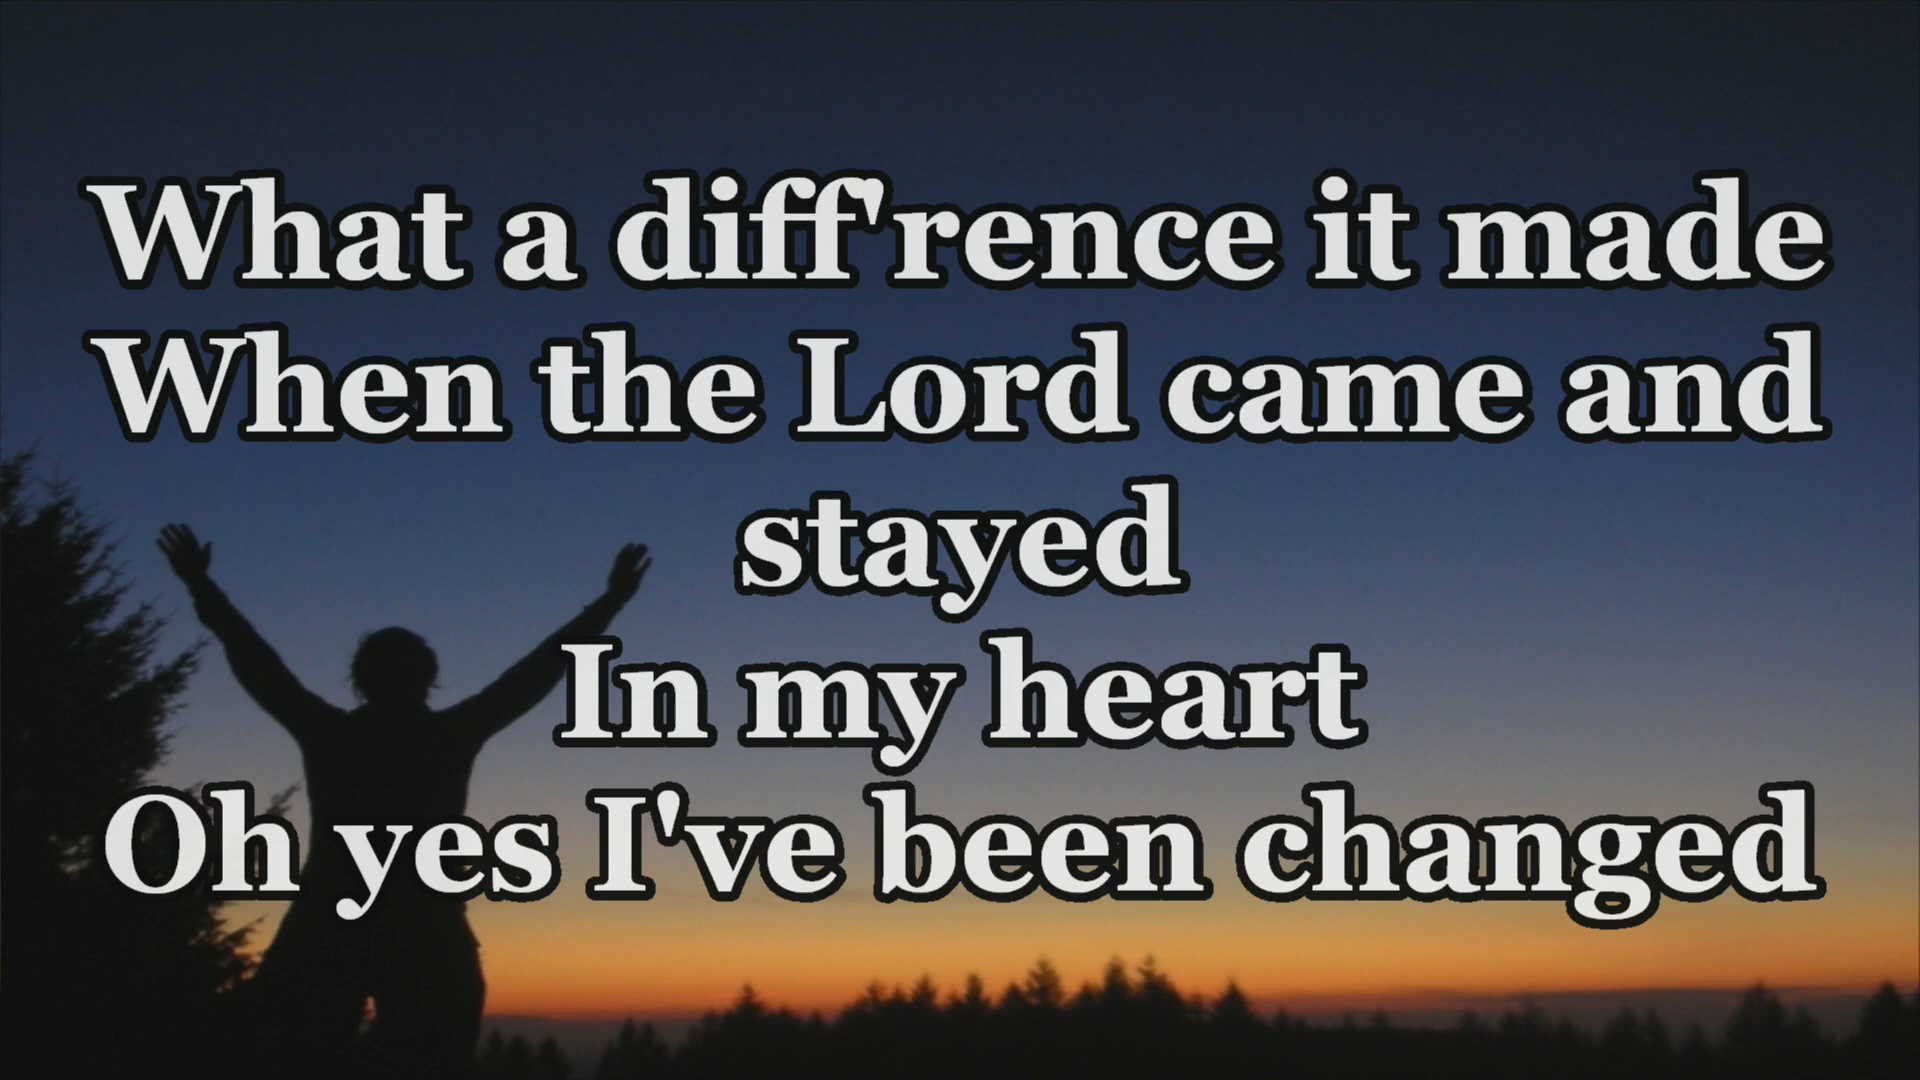 What a diff'rence it made
When the Lord came and
stayed
In my heart
Oh yes I've been changed